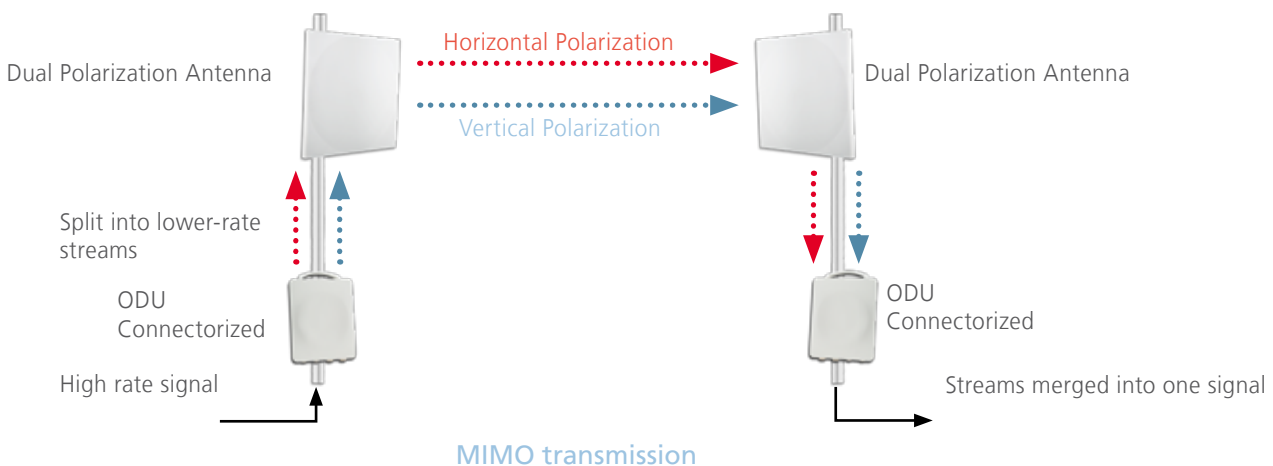 Horizontal Polarization
Dual Polarization Antenna
Dual Polarization Antenna
Vertical Polarization
Split into lower-rate
streams
ODU
Connectorized
ODU
Connectorized
High rate signal
Streams merged into one signal
MIMO transmission